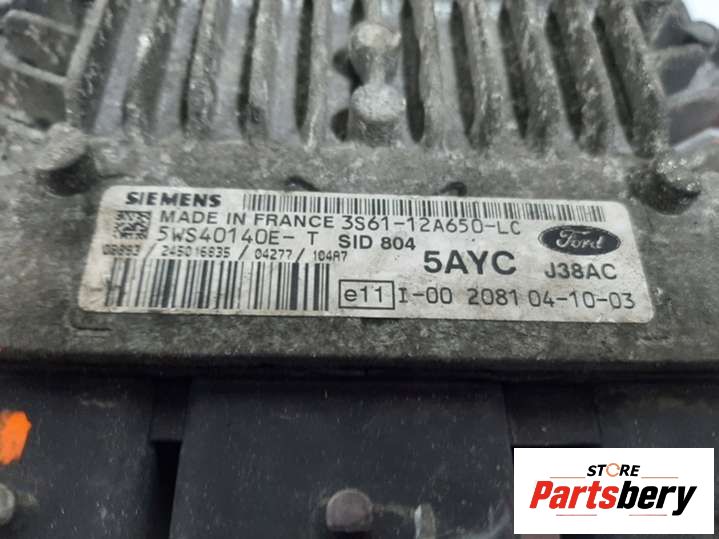 SIEMENS
MADE IN FRANCE 3S61-12A650-LC
5WS40140E- T SID 804
Ford
08893 / 245016835 / 04277 / 104A7
5AYC J38AC
e11 I-00 2081 04-10-03
STORE
Partsbery